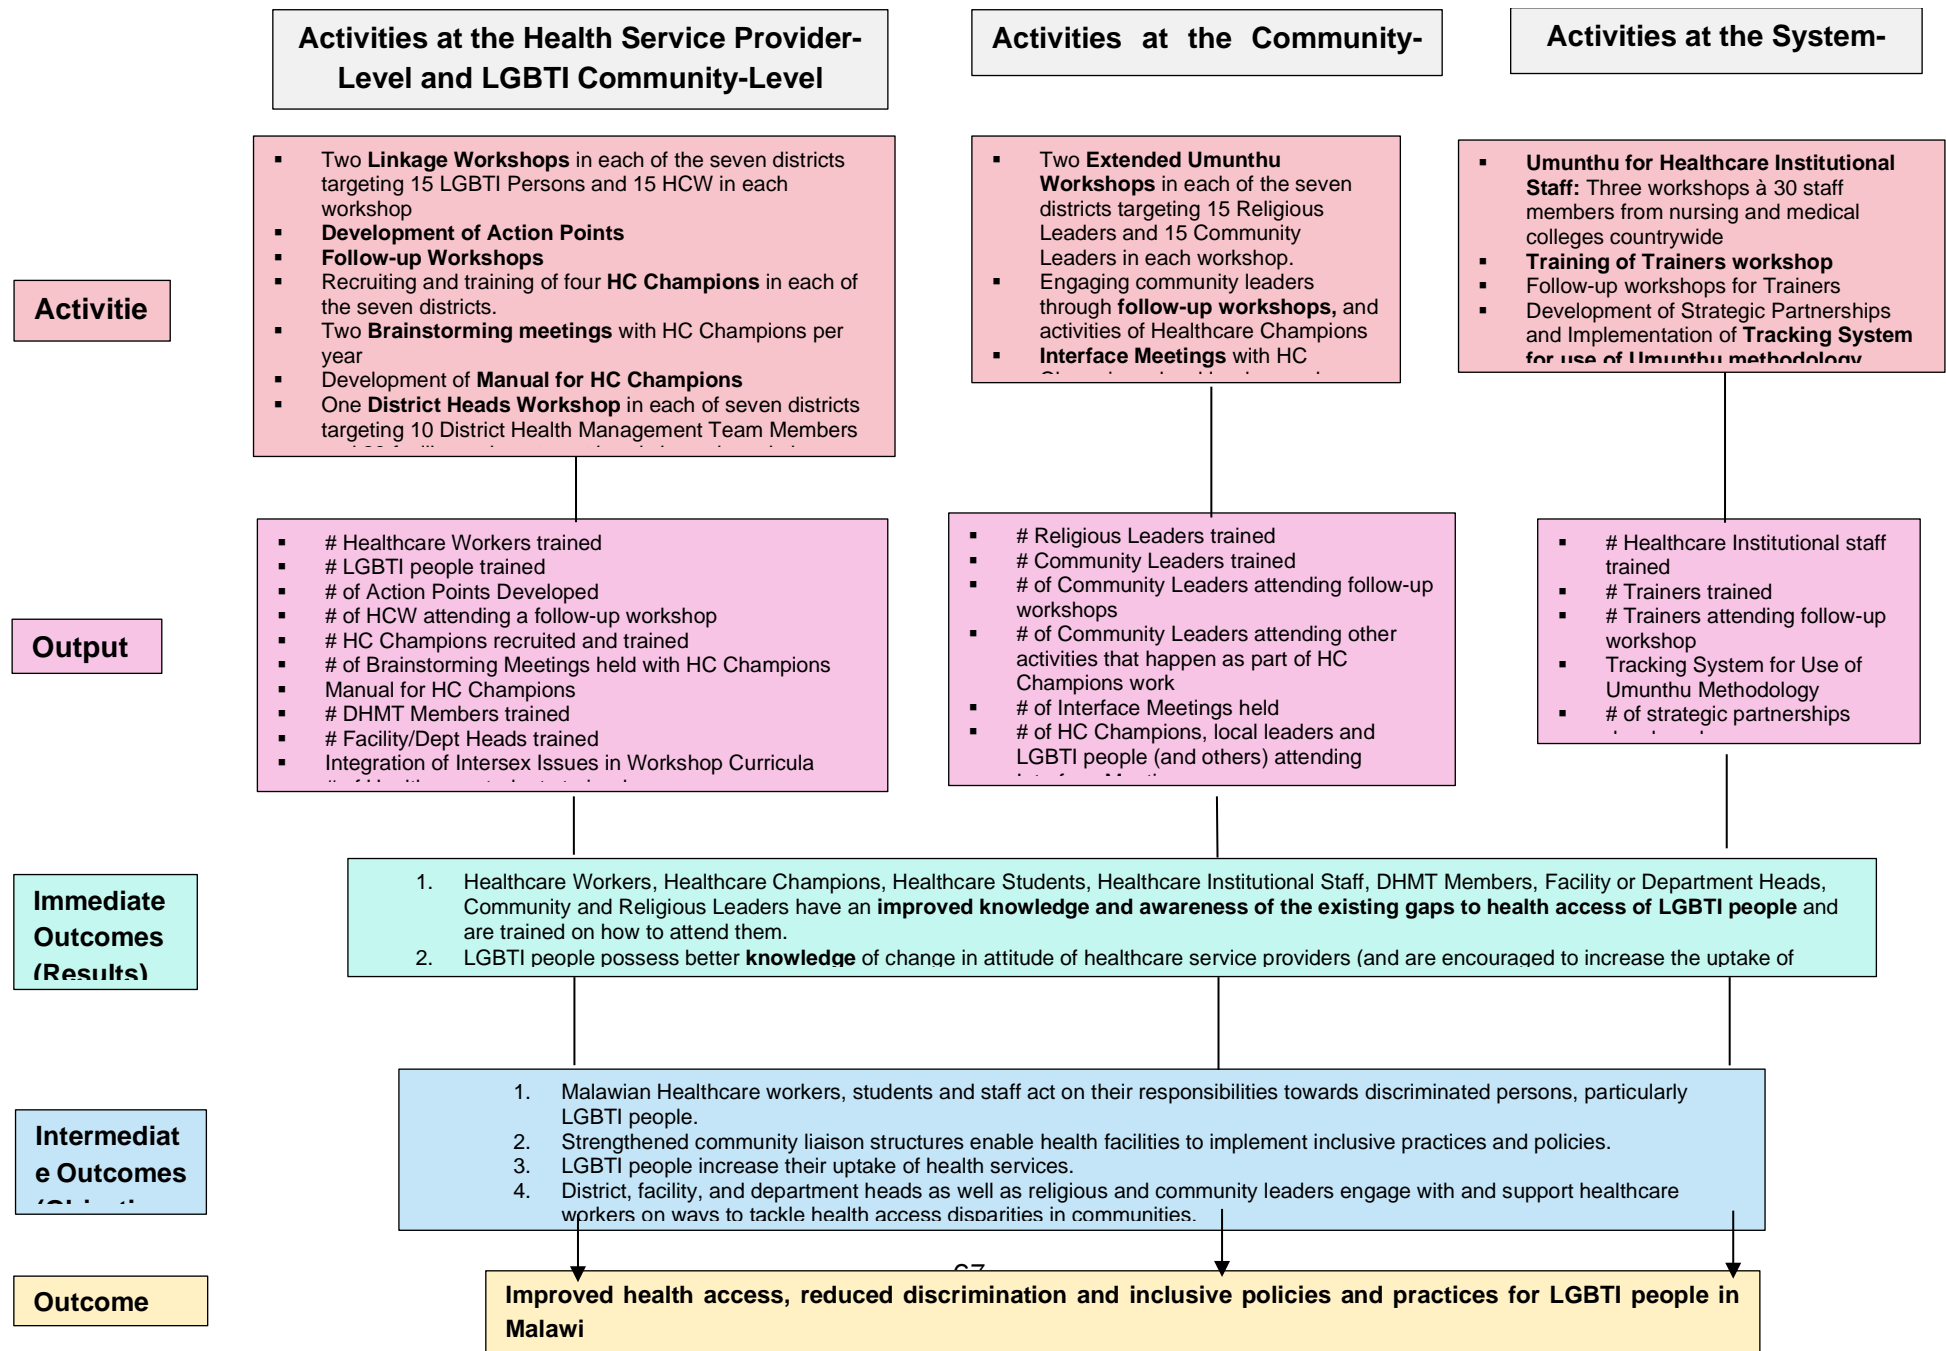 Activities at the Health Service Provider-
Level and LGBTI Community-Level
Activities at the Community-
Activities at the System-
Activitie
▪ Two Linkage Workshops in each of the seven districts
targeting 15 LGBTI Persons and 15 HCW in each
workshop
▪ Development of Action Points
▪ Follow-up Workshops
▪ Recruiting and training of four HC Champions in each of
the seven districts.
▪ Two Brainstorming meetings with HC Champions per
year
▪ Development of Manual for HC Champions
▪ One District Heads Workshop in each of seven districts
targeting 10 District Health Management Team Members
▪ Two Extended Umunthu
Workshops in each of the seven
districts targeting 15 Religious
Leaders and 15 Community
Leaders in each workshop.
▪ Engaging community leaders
through follow-up workshops, and
activities of Healthcare Champions
▪ Interface Meetings with HC
▪ Umunthu for Healthcare Institutional
Staff: Three workshops à 30 staff
members from nursing and medical
colleges countrywide
▪ Training of Trainers workshop
▪ Follow-up workshops for Trainers
▪ Development of Strategic Partnerships
and Implementation of Tracking System
for use of Umunthu methodology
Output
▪ # Healthcare Workers trained
▪ # LGBTI people trained
▪ # of Action Points Developed
▪ # of HCW attending a follow-up workshop
▪ # HC Champions recruited and trained
▪ # of Brainstorming Meetings held with HC Champions
▪ Manual for HC Champions
▪ # DHMT Members trained
▪ # Facility/Dept Heads trained
▪ Integration of Intersex Issues in Workshop Curricula
▪ # Religious Leaders trained
▪ # Community Leaders trained
▪ # of Community Leaders attending follow-up
workshops
▪ # of Community Leaders attending other
activities that happen as part of HC
Champions work
▪ # of Interface Meetings held
▪ # of HC Champions, local leaders and
LGBTI people (and others) attending
▪ # Healthcare Institutional staff
trained
▪ # Trainers trained
▪ # Trainers attending follow-up
workshop
▪ Tracking System for Use of
Umunthu Methodology
▪ # of strategic partnerships
Immediate
Outcomes
(Results)
1. Healthcare Workers, Healthcare Champions, Healthcare Students, Healthcare Institutional Staff, DHMT Members, Facility or Department Heads,
Community and Religious Leaders have an improved knowledge and awareness of the existing gaps to health access of LGBTI people and
are trained on how to attend them.
2. LGBTI people possess better knowledge of change in attitude of healthcare service providers (and are encouraged to increase the uptake of
Intermediat
e Outcomes
1. Malawian Healthcare workers, students and staff act on their responsibilities towards discriminated persons, particularly
LGBTI people.
2. Strengthened community liaison structures enable health facilities to implement inclusive practices and policies.
3. LGBTI people increase their uptake of health services.
4. District, facility, and department heads as well as religious and community leaders engage with and support healthcare
workers on ways to tackle health access disparities in communities.
Outcome
Improved health access, reduced discrimination and inclusive policies and practices for LGBTI people in
Malawi